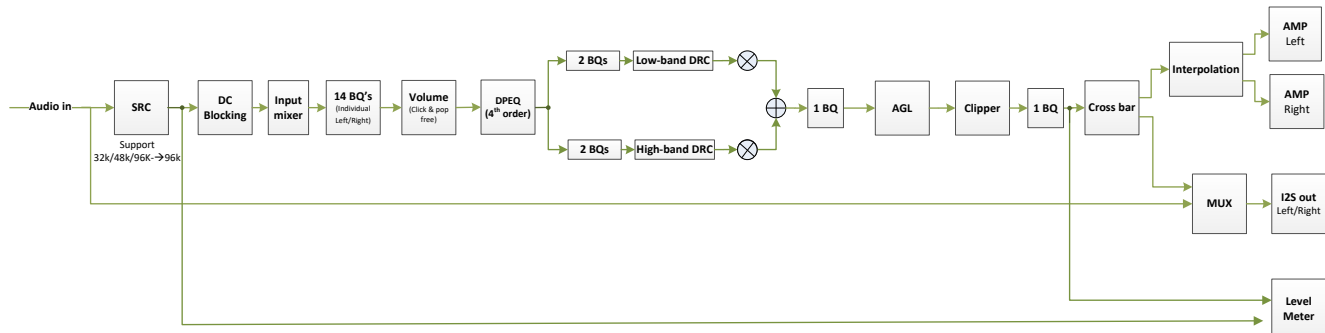 Audio in
SRC
Support
32k/48k/96K-→96k
DC
Blocking
Input
mixer
14 BQ's
(Individual
Left/Right)
Volume
(Click & pop
free)
DPEQ
(4th order)
2 BQs
Low-band DRC
2 BQs
High-band DRC
1 BQ
AGL
Clipper
1 BQ
Cross bar
Interpolation
AMP
Left
AMP
Right
MUX
I2S out
Left/Right
Level
Meter